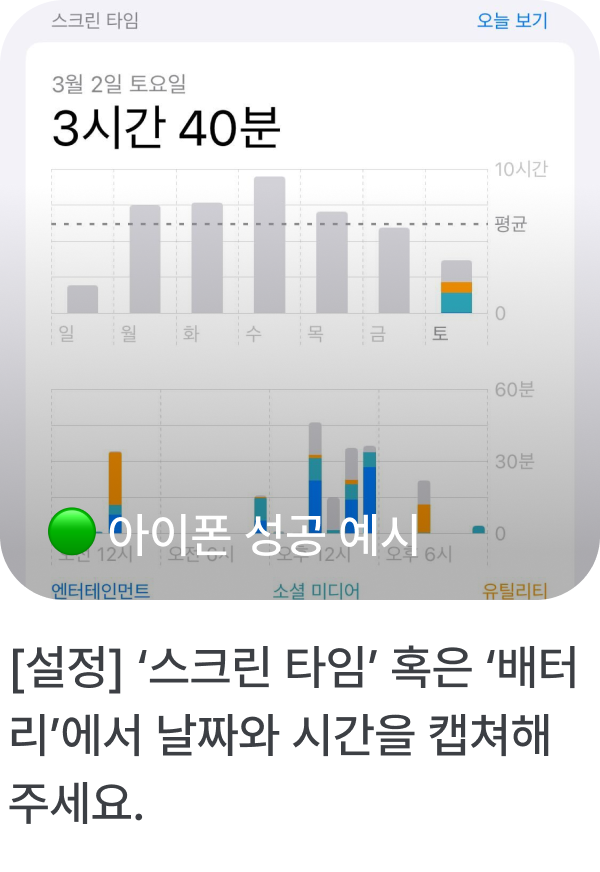 스크린 타임 오늘 보기
3월 2일 토요일
3시간 40분
10시간
평균
0
일 월 화 수 목 금 토
60분
30분
0
아이폰 성공 예시
오전 12시 오전 6시 오후 12시 오후 6시
엔터테인먼트 소셜 미디어 유틸리티
[설정] ‘스크린 타임’ 혹은 ‘배터
리’에서 날짜와 시간을 캡쳐해
주세요.